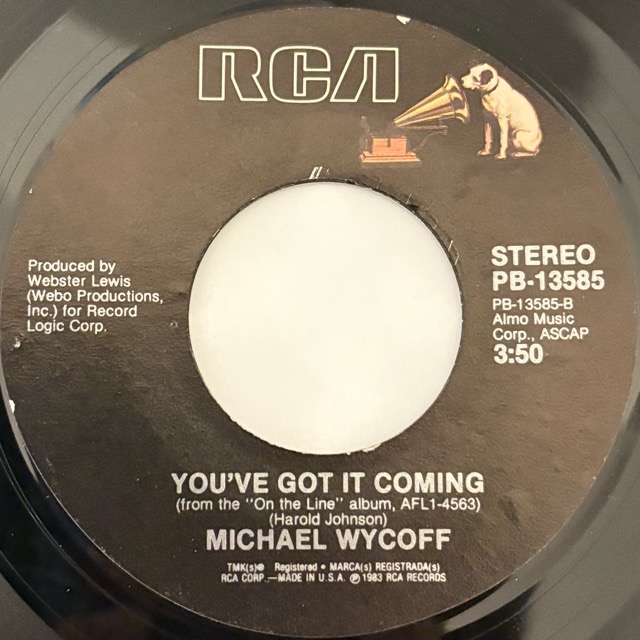 RCA
Produced by
Webster Lewis
(Webo Productions,
Inc.) for Record
Logic Corp.
STEREO
PB-13585
PB-13585-B
Almo Music
Corp., ASCAP
3:50
YOU'VE GOT IT COMING
(from the "On the Line" album, AFL1-4563)
(Harold Johnson)
MICHAEL WYCOFF
TMK(s)® Registered • MARCA(s) REGISTRADA(s)
RCA CORP.—MADE IN U.S.A. ℗1983 RCA RECORDS